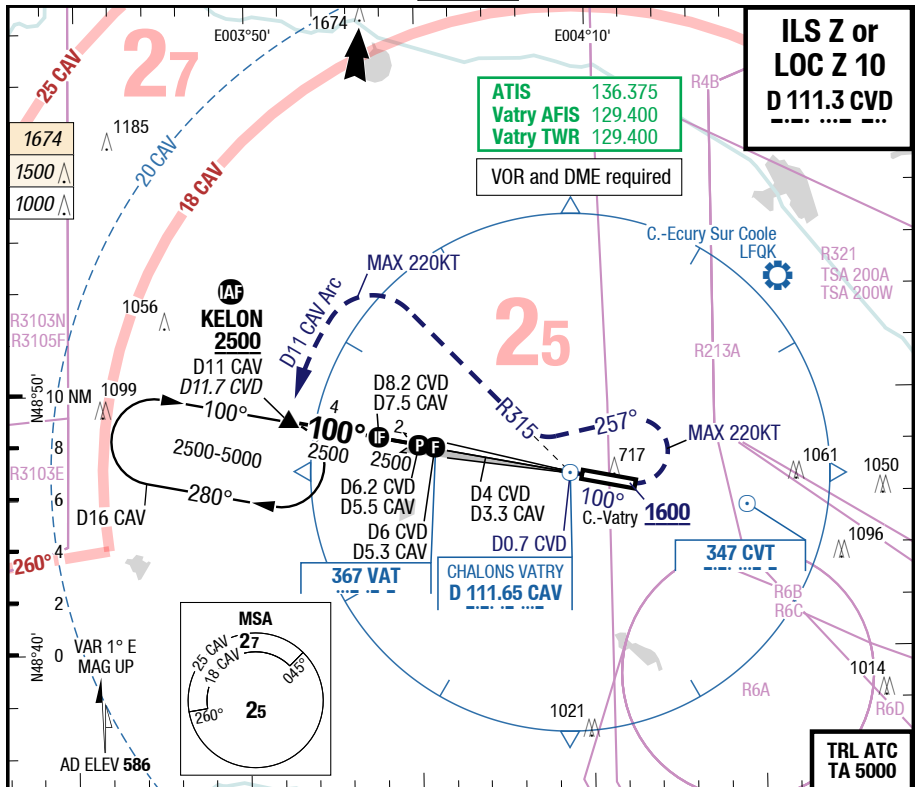 ILS Z or
LOC Z 10
D 111.3 CVD
E003°50'
E004°10'
1674
25 CAV
27
20 CAV
18 CAV
1185
1674
1500
1000
ATIS 136.375
Vatry AFIS 129.400
Vatry TWR 129.400
VOR and DME required
R4B
C.-Ecury Sur Coole
LFQK
R321
TSA 200A
TSA 200W
MAX 220KT
D11 CAV Arc
IAF
KELON
2500
D11 CAV
D11.7 CVD
1056
R3103N
R3105F
25
R213A
N48°50'
10 NM
1099
D8.2 CVD
D7.5 CAV
R315
257°
MAX 220KT
100°
4
100°
2500
IF
2
2500
P
F
8
2500-5000
717
1061
1050
R3103E
6
280°
D16 CAV
D6.2 CVD
D5.5 CAV
D4 CVD
D3.3 CAV
100°
C.-Vatry
1600
D6 CVD
D5.3 CAV
D0.7 CVD
1096
4
260°
367 VAT
CHALONS VATRY
D 111.65 CAV
347 CVT
2
R6B
R6C
N48°40'
0
VAR 1° E
MAG UP
MSA
27
25 CAV
18 CAV
045°
260°
25
1014
R6A
R6D
1021
AD ELEV 586
TRL ATC
TA 5000